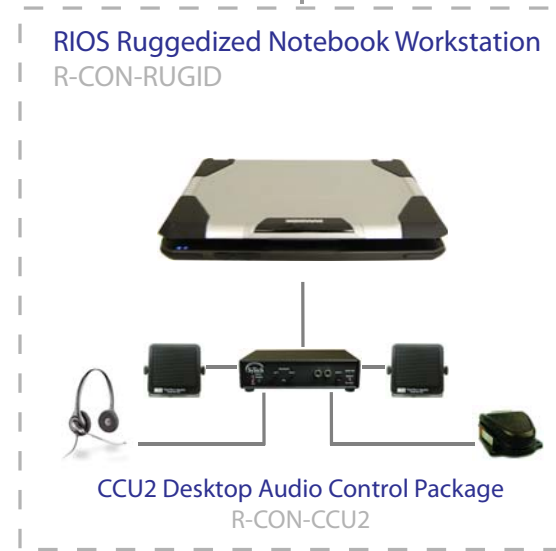 RIOS Ruggedized Notebook Workstation
R-CON-RUGID
CCU2 Desktop Audio Control Package
R-CON-CCU2